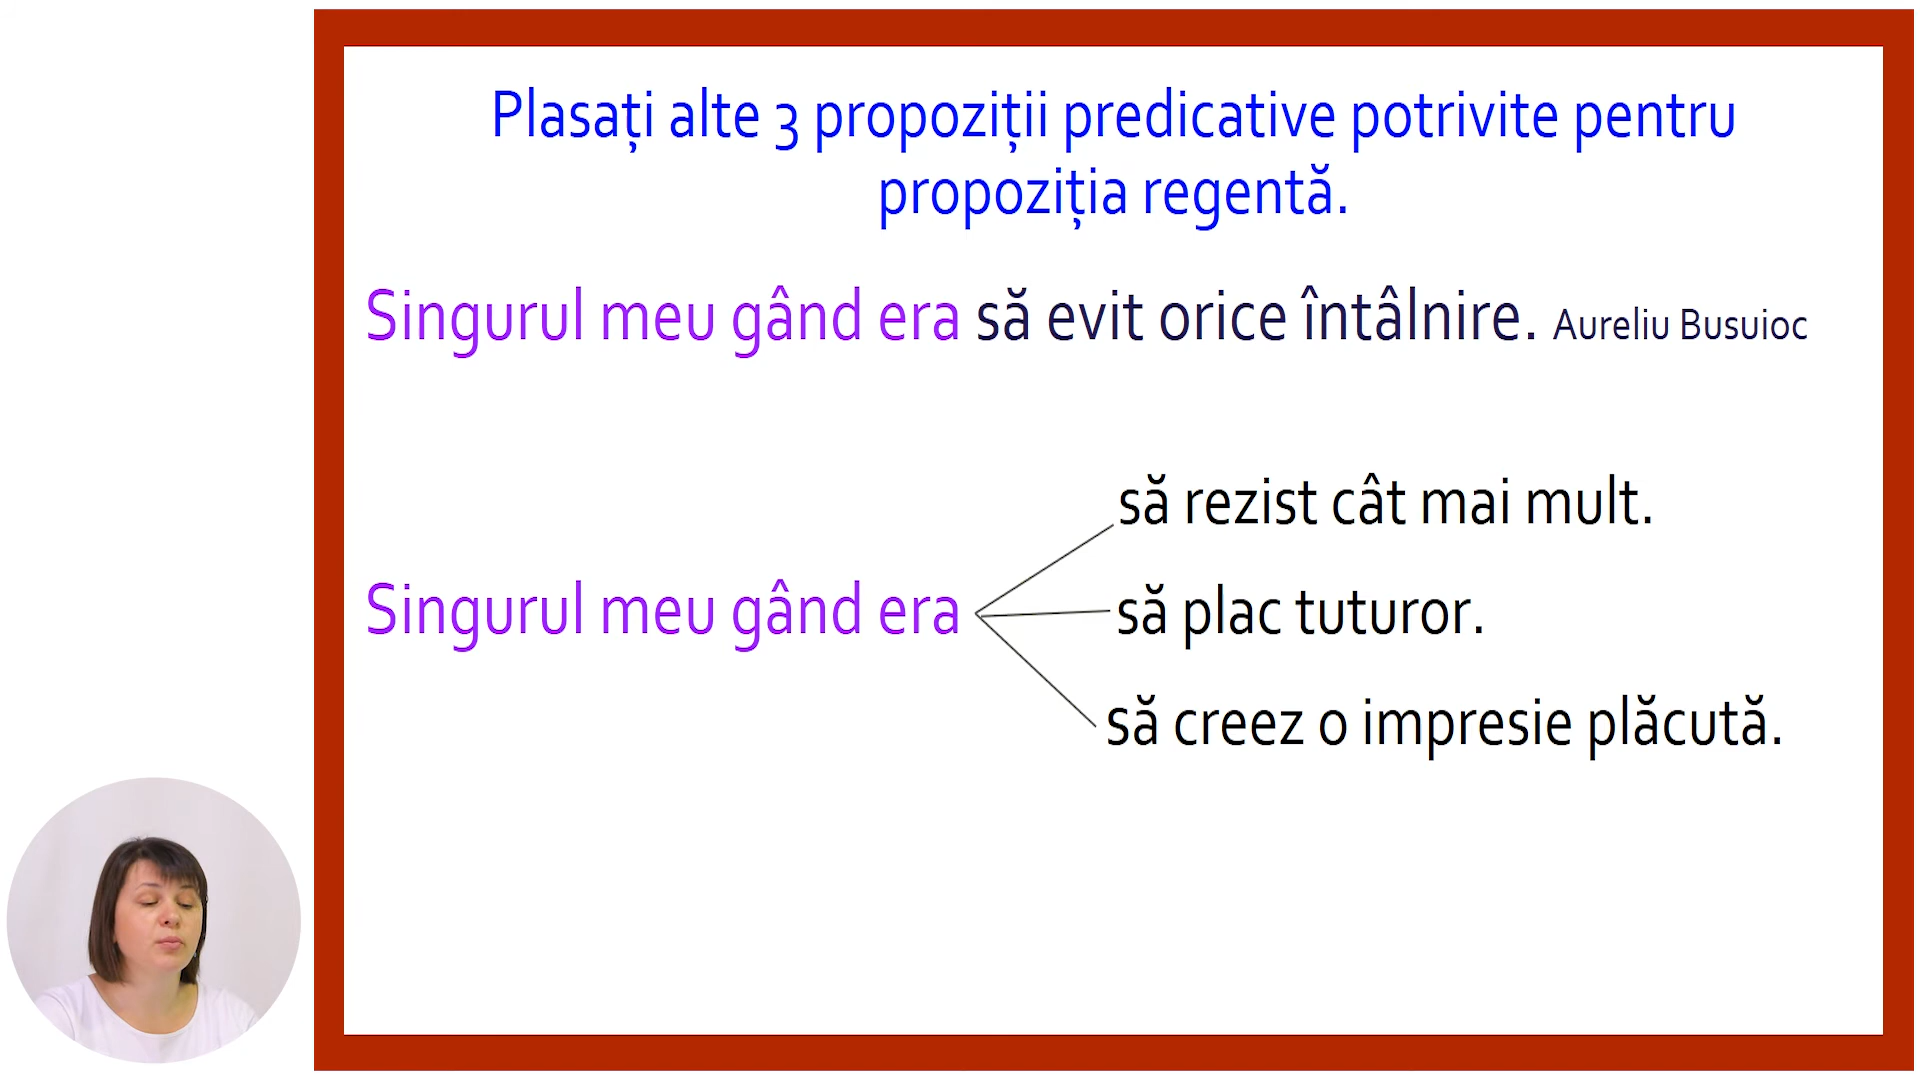 Plasați alte 3 propoziții predicative potrivite pentru
propoziția regentă.
Singurul meu gând era să evit orice întâlnire. Aureliu Busuioc
să rezist cât mai mult.
Singurul meu gând era să plac tuturor.
să creez o impresie plăcută.